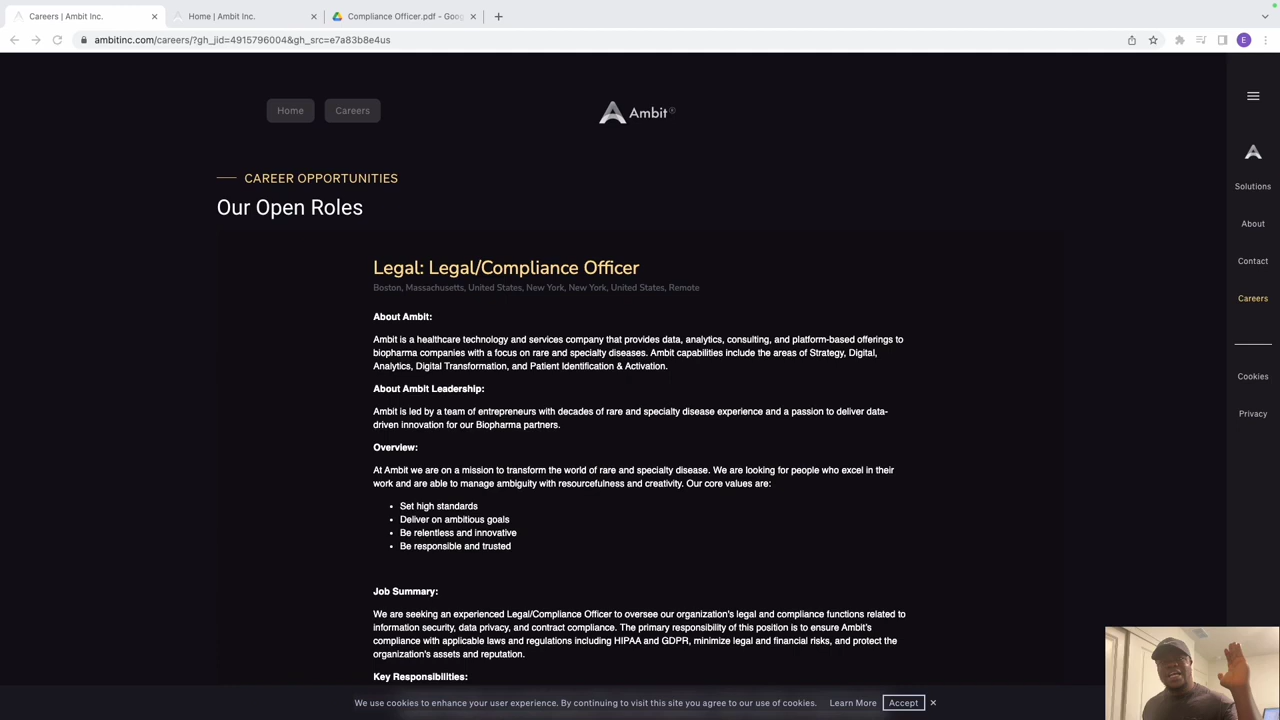 Careers | Ambit Inc.
Home | Ambit Inc.
Compliance Officer.pdf - Goog
ambitinc.com/careers/?gh_jid=4915796004&gh_src=e7a83b8e4us
E
Home
Careers
Ambit®
CAREER OPPORTUNITIES
Our Open Roles
Legal: Legal/Compliance Officer
Boston, Massachusetts, United States, New York, New York, United States, Remote
About Ambit:
Ambit is a healthcare technology and services company that provides data, analytics, consulting, and platform-based offerings to
biopharma companies with a focus on rare and specialty diseases. Ambit capabilities include the areas of Strategy, Digital,
Analytics, Digital Transformation, and Patient Identification & Activation.
About Ambit Leadership:
Ambit is led by a team of entrepreneurs with decades of rare and specialty disease experience and a passion to deliver data-
driven innovation for our Biopharma partners.
Overview:
At Ambit we are on a mission to transform the world of rare and specialty disease. We are looking for people who excel in their
work and are able to manage ambiguity with resourcefulness and creativity. Our core values are:
• Set high standards
• Deliver on ambitious goals
• Be relentless and innovative
• Be responsible and trusted
Job Summary:
We are seeking an experienced Legal/Compliance Officer to oversee our organization's legal and compliance functions related to
information security, data privacy, and contract compliance. The primary responsibility of this position is to ensure Ambit's
compliance with applicable laws and regulations including HIPAA and GDPR, minimize legal and financial risks, and protect the
organization's assets and reputation.
Key Responsibilities:
Solutions
About
Contact
Careers
Cookies
Privacy
We use cookies to enhance your user experience. By continuing to visit this site you agree to our use of cookies.
Learn More
Accept